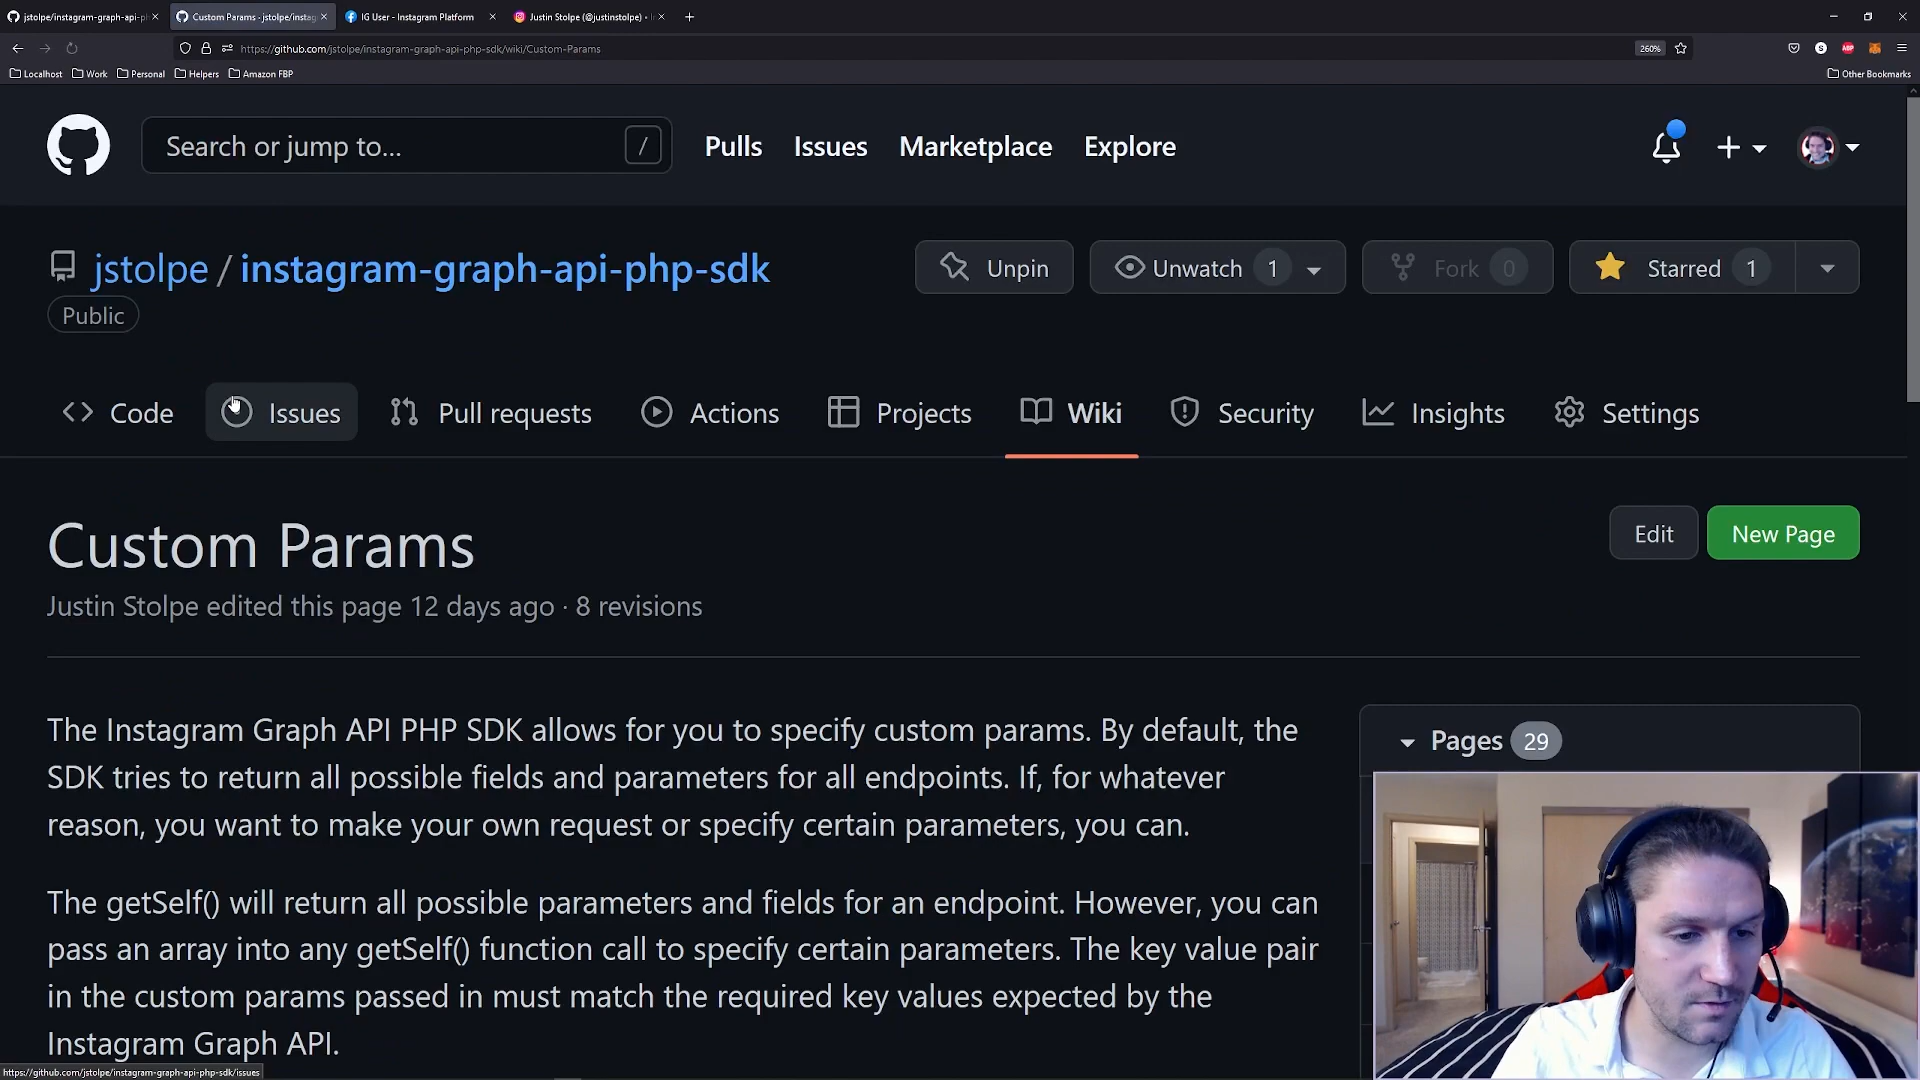 jstolpe/instagram-graph-api-ph
Custom Params · jstolpe/instag
IG User - Instagram Platform
Justin Stolpe (@justinstolpe) •
https://github.com/jstolpe/instagram-graph-api-php-sdk/wiki/Custom-Params
260%
ABP
Localhost
Work
Personal
Helpers
Amazon FBP
Other Bookmarks
Search or jump to...
/
Pulls
Issues
Marketplace
Explore
jstolpe / instagram-graph-api-php-sdk
Unpin
Unwatch 1
Fork 0
Starred 1
Public
Code
Issues
Pull requests
Actions
Projects
Wiki
Security
Insights
Settings
Custom Params
Edit
New Page
Justin Stolpe edited this page 12 days ago · 8 revisions
The Instagram Graph API PHP SDK allows for you to specify custom params. By default, the
SDK tries to return all possible fields and parameters for all endpoints. If, for whatever
reason, you want to make your own request or specify certain parameters, you can.
Pages 29
The getSelf() will return all possible parameters and fields for an endpoint. However, you can
pass an array into any getSelf() function call to specify certain parameters. The key value pair
in the custom params passed in must match the required key values expected by the
Instagram Graph API.
https://github.com/jstolpe/instagram-graph-api-php-sdk/issues